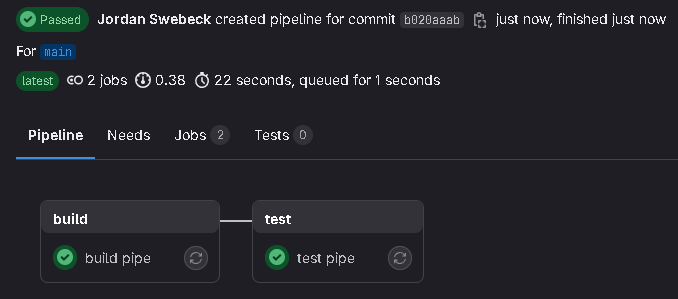 Passed Jordan Swebeck created pipeline for commit b020aaab just now, finished just now
For main
latest 2 jobs 0.38 22 seconds, queued for 1 seconds
Pipeline Needs Jobs 2 Tests 0
build test
build pipe test pipe